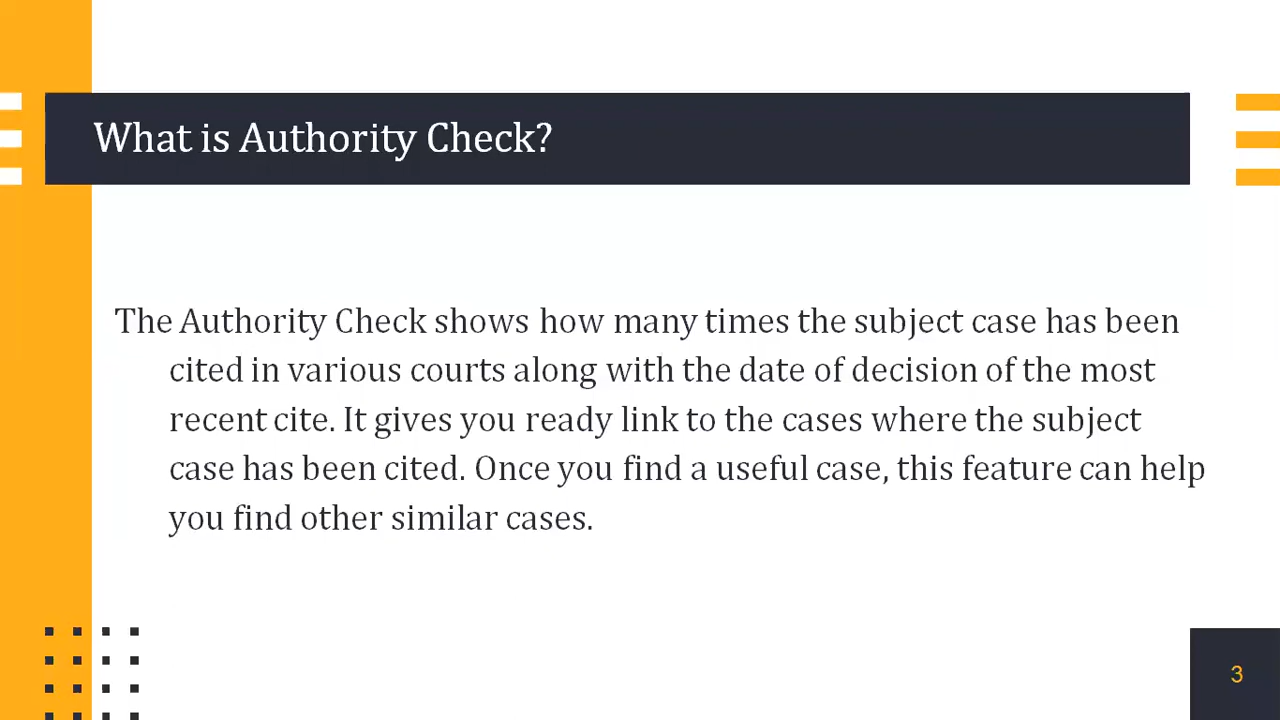 What is Authority Check?
The Authority Check shows how many times the subject case has been
cited in various courts along with the date of decision of the most
recent cite. It gives you ready link to the cases where the subject
case has been cited. Once you find a useful case, this feature can help
you find other similar cases.
3